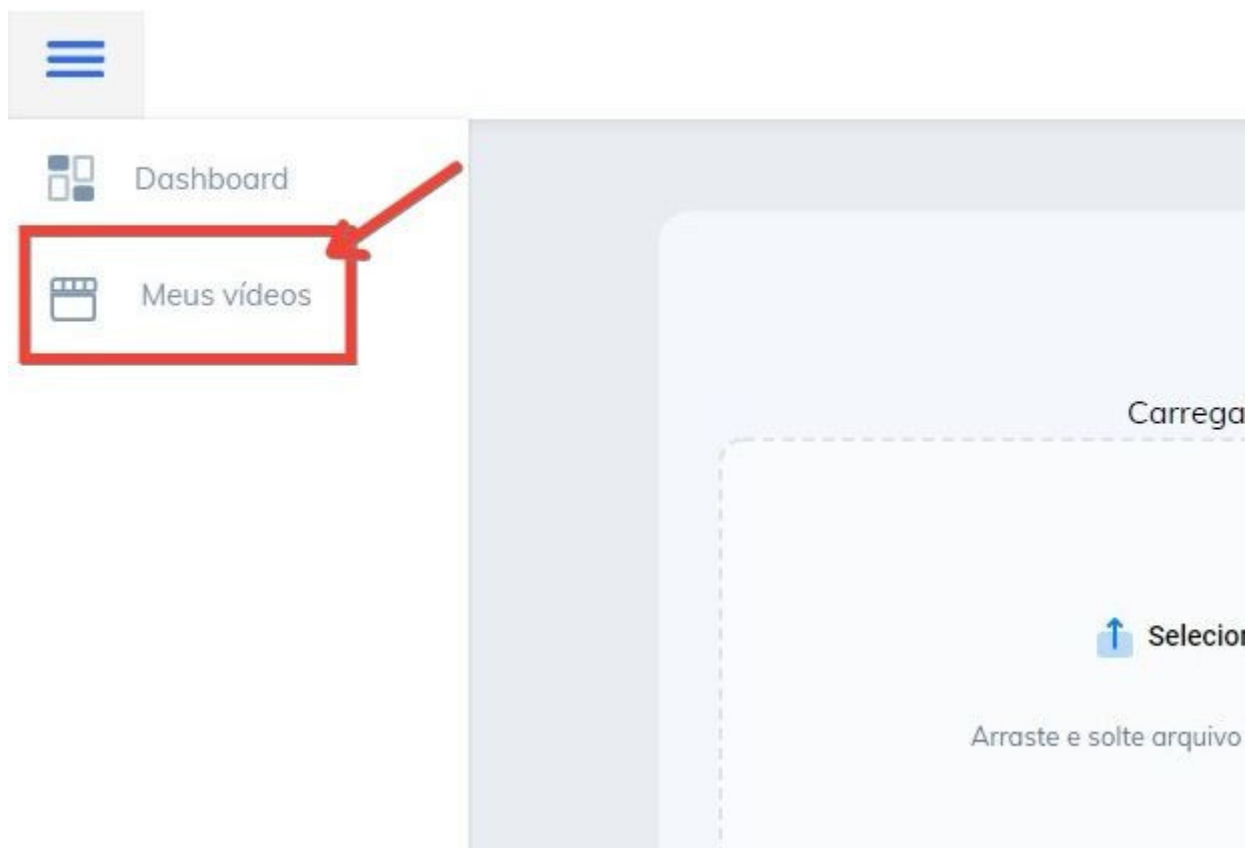 Dashboard
Meus vídeos
Carrega
Selecion
Arraste e solte arquivo